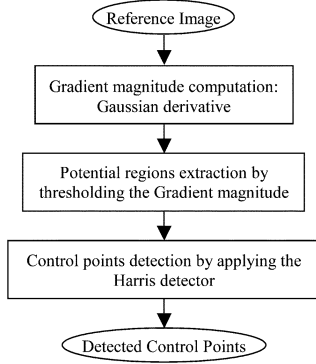 Reference Image
Gradient magnitude computation:
Gaussian derivative
Potential regions extraction by
thresholding the Gradient magnitude
Control points detection by applying the
Harris detector
Detected Control Points